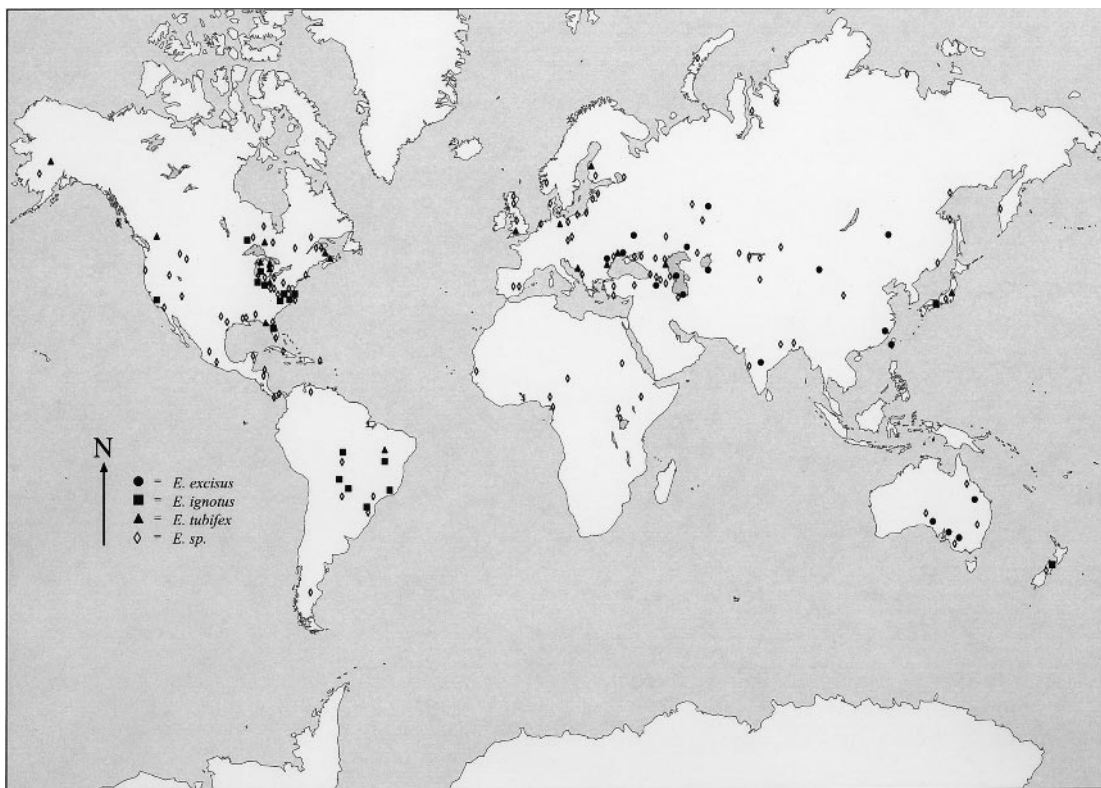 N
● = E. excisus
■ = E. ignotus
▲ = E. tubifex
◊ = E. sp.